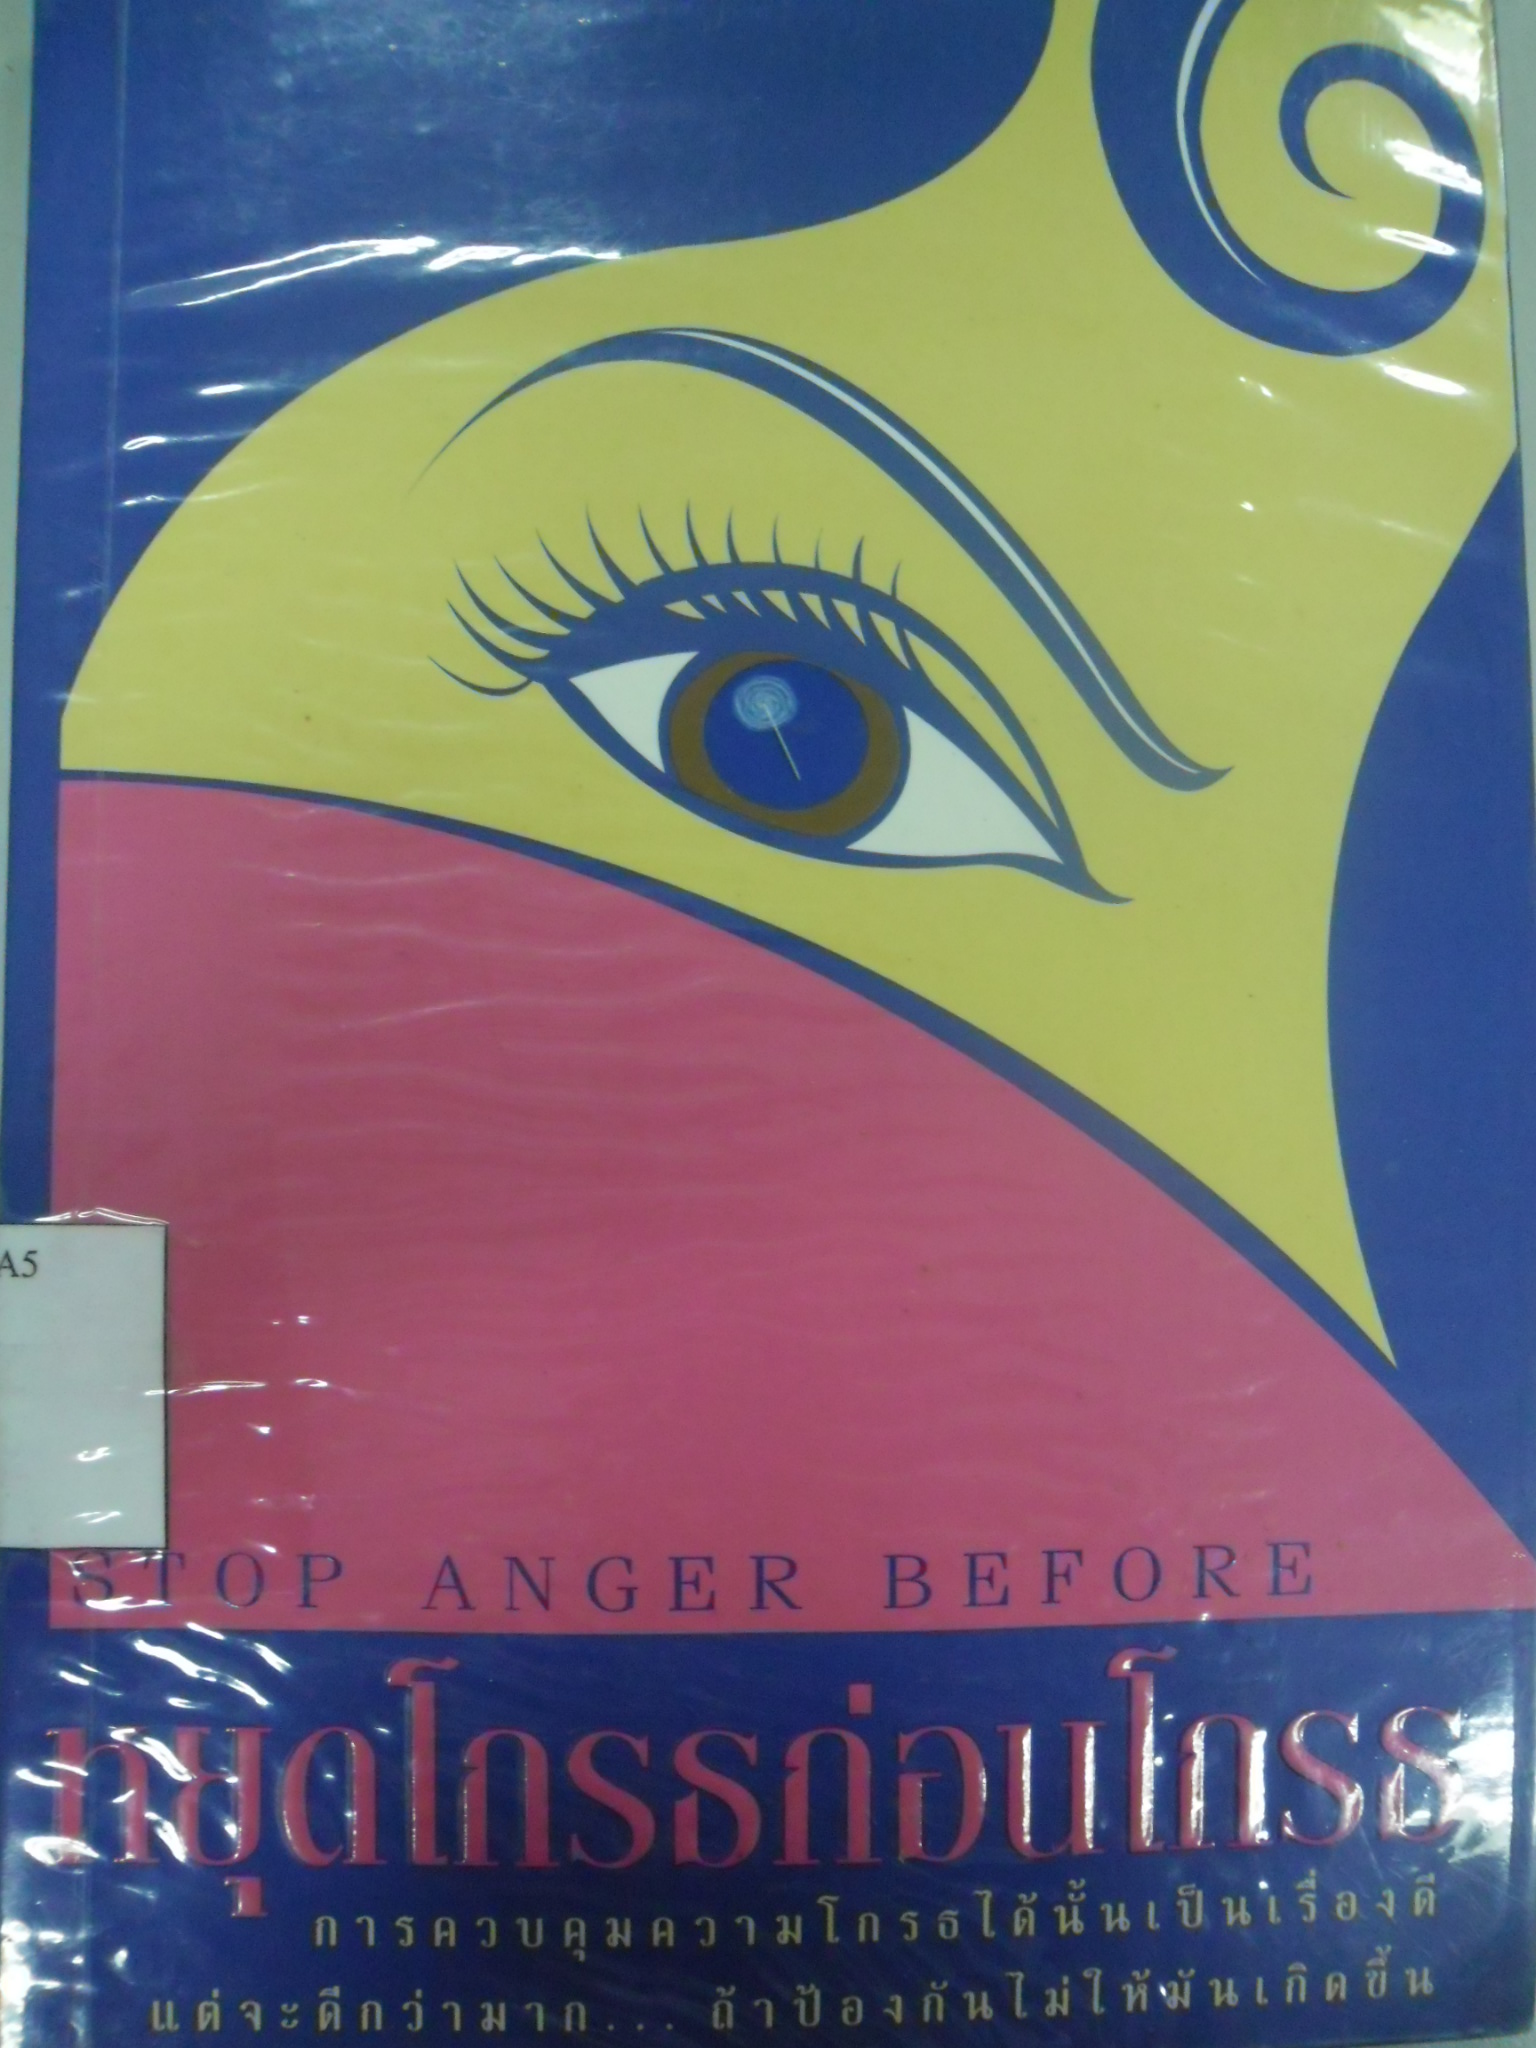 A5
STOP ANGER BEFORE
หยุดโกรธก่อนโกรธ
การควบคุมความโกรธได้นั้นเป็นเรื่องดี
แต่จะดีกว่ามาก... ถ้าป้องกันไม่ให้มันเกิดขึ้น